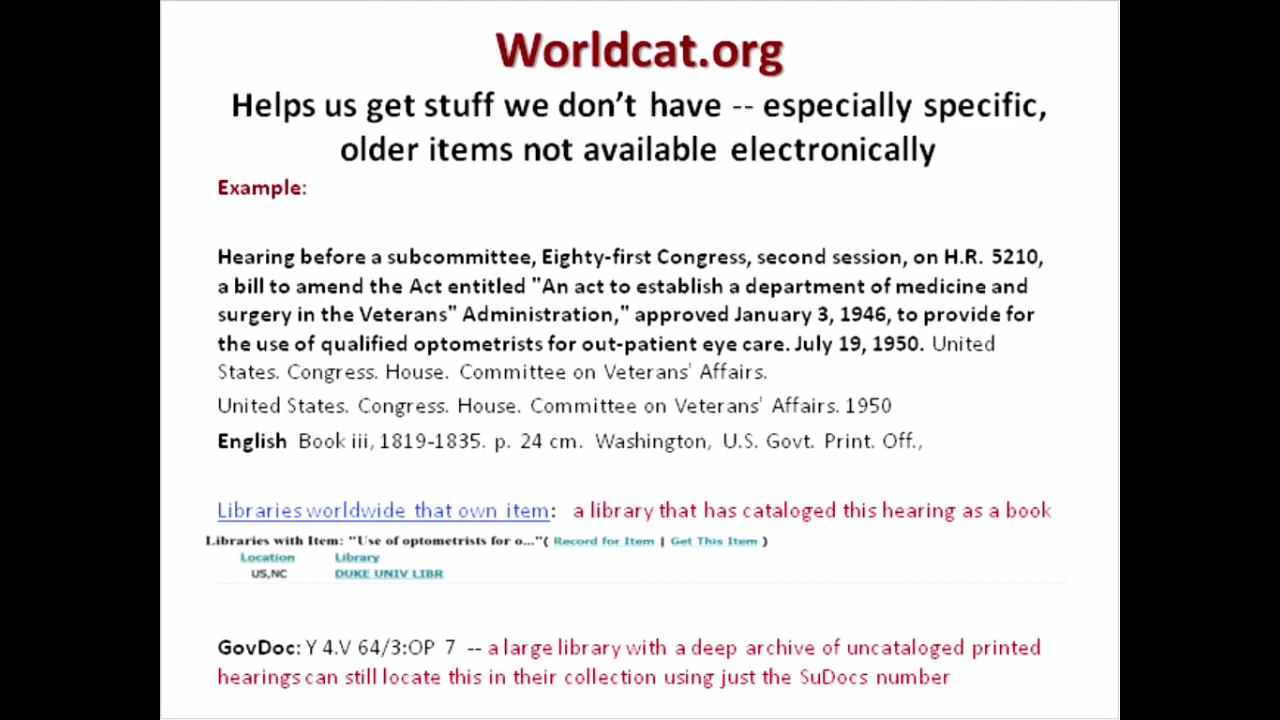 Worldcat.org
Helps us get stuff we don't have -- especially specific,
older items not available electronically
Example:
Hearing before a subcommittee, Eighty-first Congress, second session, on H.R. 5210,
a bill to amend the Act entitled "An act to establish a department of medicine and
surgery in the Veterans" Administration," approved January 3, 1946, to provide for
the use of qualified optometrists for out-patient eye care. July 19, 1950. United
States. Congress. House. Committee on Veterans' Affairs.
United States. Congress. House. Committee on Veterans' Affairs. 1950
English Book iii, 1819-1835. p. 24 cm. Washington, U.S. Govt. Print. Off.,
Libraries worldwide that own item: a library that has cataloged this hearing as a book
Libraries with Item: "Use of optometrists for o..."( Record for Item | Get This Item )
Location Library
US,NC DUKE UNIV LIBR
GovDoc: Y 4.V 64/3:OP 7 -- a large library with a deep archive of uncataloged printed
hearings can still locate this in their collection using just the SuDocs number